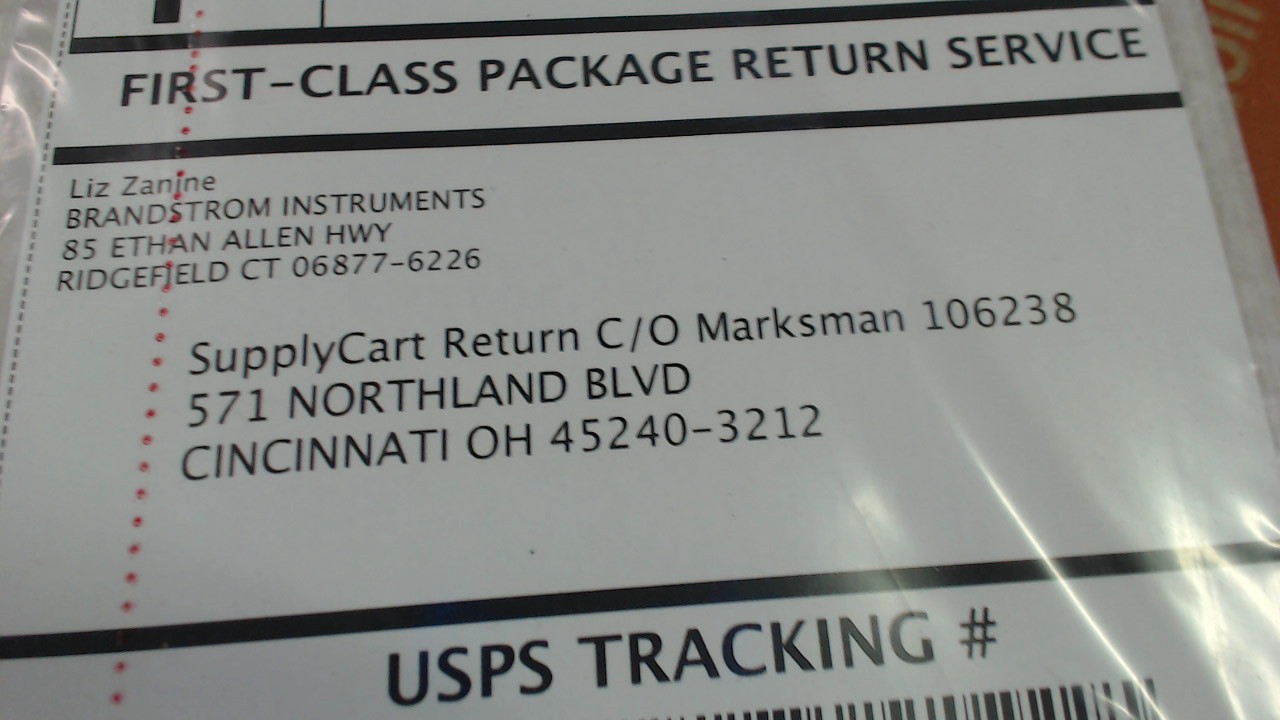 FIRST-CLASS PACKAGE RETURN SERVICE
Liz Zanine
BRANDSTROM INSTRUMENTS
85 ETHAN ALLEN HWY
RIDGEFIELD CT 06877-6226
SupplyCart Return C/O Marksman 106238
571 NORTHLAND BLVD
CINCINNATI OH 45240-3212
USPS TRACKING #